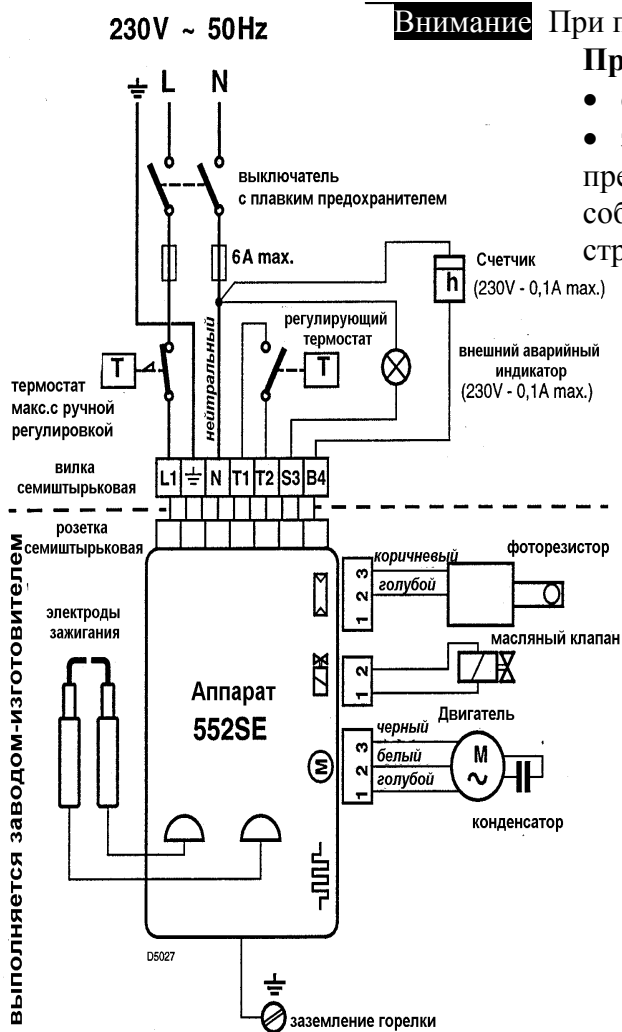 230V ~ 50Hz
Внимание При
Пр
пре
соб
стр
L N
выключатель
с плавким предохранителем
6A max.
Счетчик
h
(230V - 0,1A max.)
регулирующий
термостат
нейтральный
T
T
термостат
макс.с ручной
регулировкой
внешний аварийный
индикатор
(230V - 0,1A max.)
вилка
семиштырьковая
L1 N T1 T2 S3 B4
розетка
семиштырьковая
выполняется заводом-изготовителем
электроды
зажигания
Аппарат
552SE
M
коричневый
голубой
3
2
1
фоторезистор
масляный клапан
2
1
Двигатель
черный
белый
голубой
3
2
1
M
~
конденсатор
D5027
заземление горелки